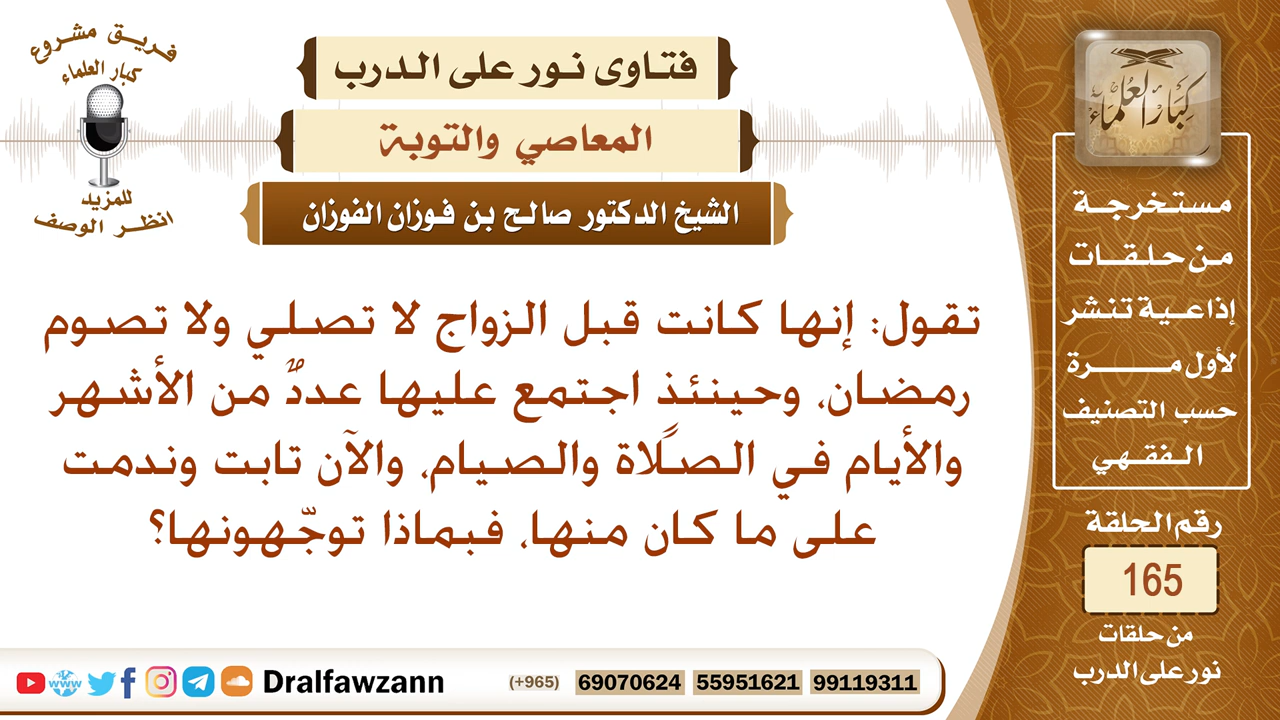 فريق مشروع
كبار العلماء
للمزيد
انظر الوصف
فتاوى نور على الدرب
المعاصي والتوبة
الشيخ الدكتور صالح بن فوزان الفوزان
تقول: إنها كانت قبل الزواج لا تصلي ولا تصوم
رمضان، وحينئذٍ اجتمع عليها عددٌ من الأشهر
والأيام في الصلاة والصيام، والآن تابت وندمت
على ما كان منها، فبماذا توجّهونها؟
كبار العلماء
مستخرجة
من حلقات
إذاعية تنشر
لأول مرة
حسب التصنيف
الفقهي
رقم الحلقة
165
من حلقات
نور على الدرب
www
Dralfawzann
(+965) 69070624 55951621 99119311